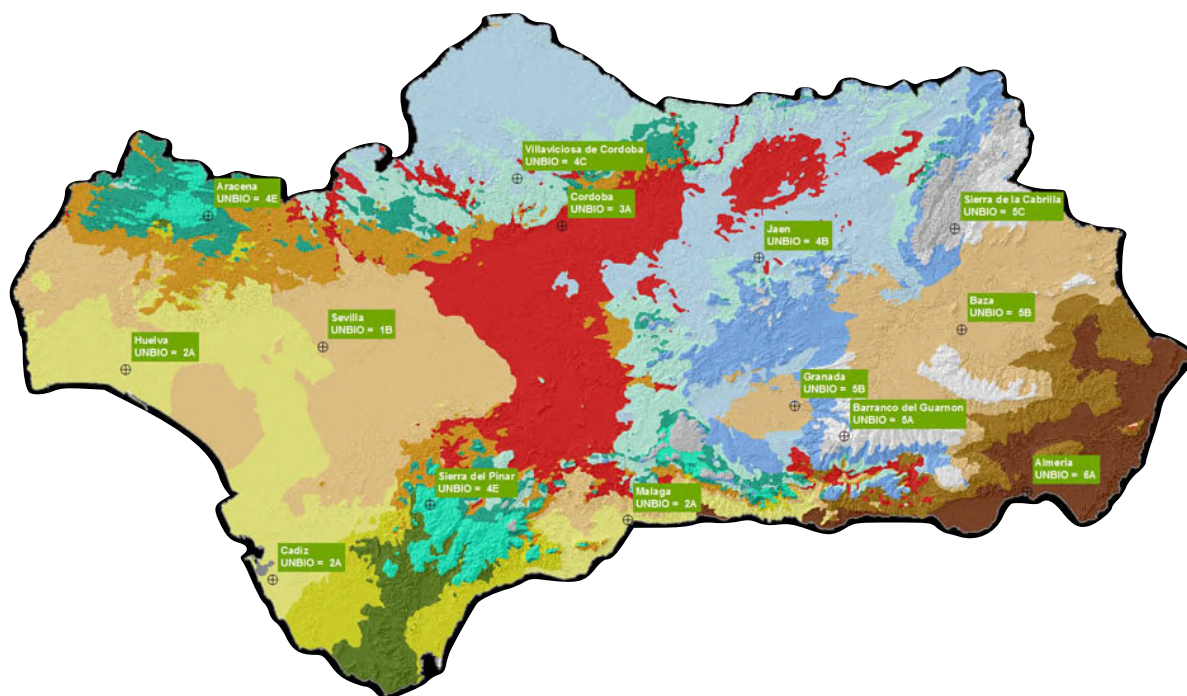 Villaviciosa de Cordoba
UNBIO = 4C
Aracena
UNBIO = 4E
Cordoba
UNBIO = 3A
Sierra de la Cabrilla
UNBIO = 5C
Jaen
UNBIO = 4B
Baza
UNBIO = 5B
Sevilla
UNBIO = 1B
Huelva
UNBIO = 2A
Granada
UNBIO = 5B
Barranco del Guarnon
UNBIO = 5A
Almeria
UNBIO = 6A
Sierra del Pinar
UNBIO = 4E
Malaga
UNBIO = 2A
Cadiz
UNBIO = 2A